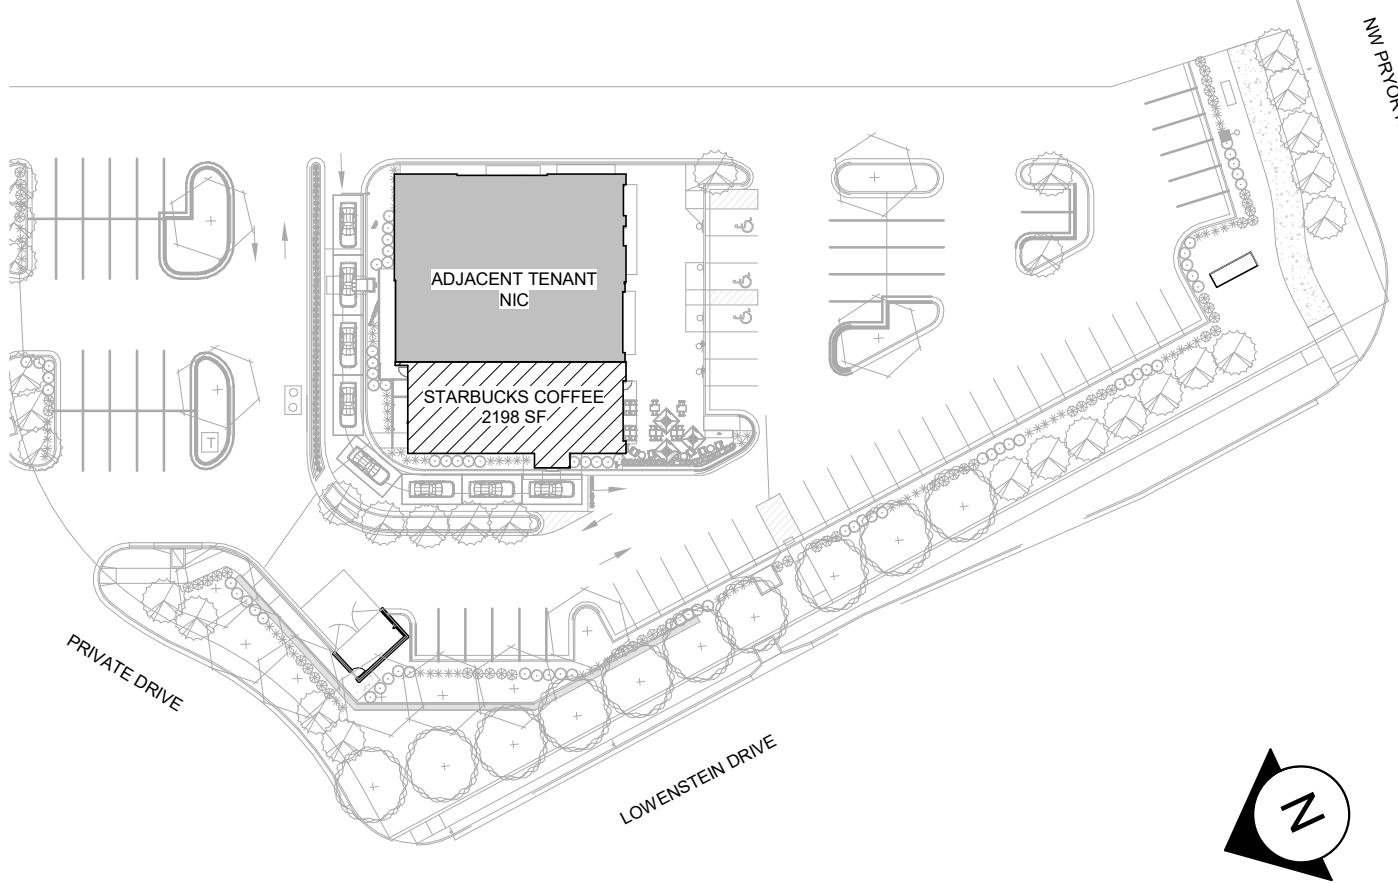 NW PRYOR
ADJACENT TENANT
NIC
STARBUCKS COFFEE
2198 SF
T
PRIVATE DRIVE
LOWENSTEIN DRIVE
N